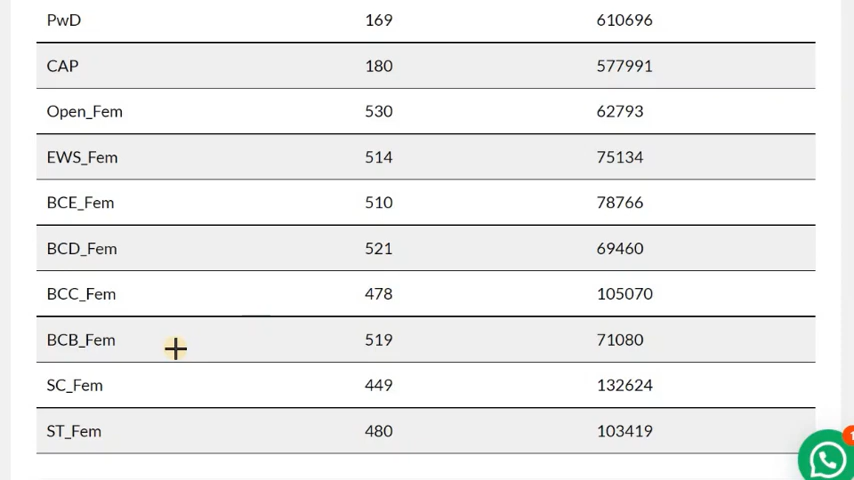 PwD 169 610696
CAP 180 577991
Open_Fem 530 62793
EWS_Fem 514 75134
BCE_Fem 510 78766
BCD_Fem 521 69460
BCC_Fem 478 105070
BCB_Fem 519 71080
SC_Fem 449 132624
ST_Fem 480 103419